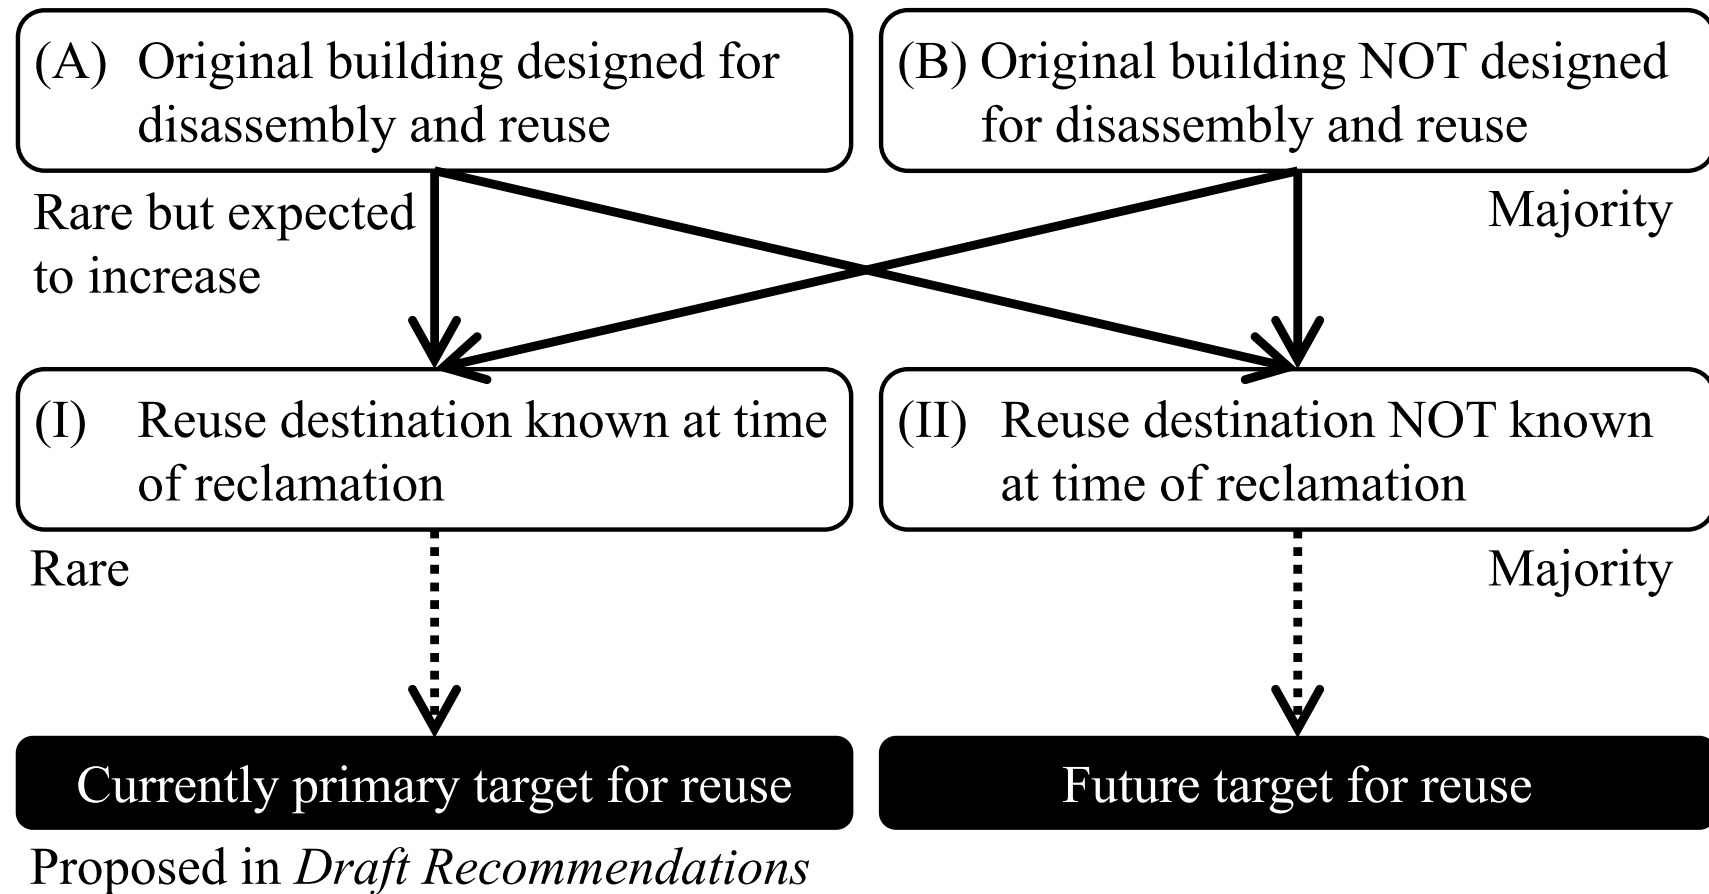 (A) Original building designed for
disassembly and reuse
(B) Original building NOT designed
for disassembly and reuse
Rare but expected
to increase
Majority
(I) Reuse destination known at time
of reclamation
(II) Reuse destination NOT known
at time of reclamation
Rare
Majority
Currently primary target for reuse
Future target for reuse
Proposed in Draft Recommendations